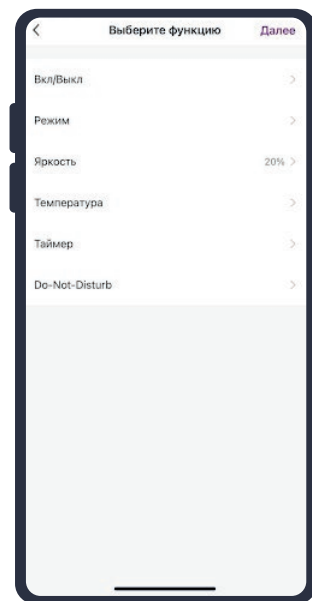 Выберите функцию Далее
Вкл/Выкл
Режим
Яркость 20%
Температура
Таймер
Do-Not-Disturb